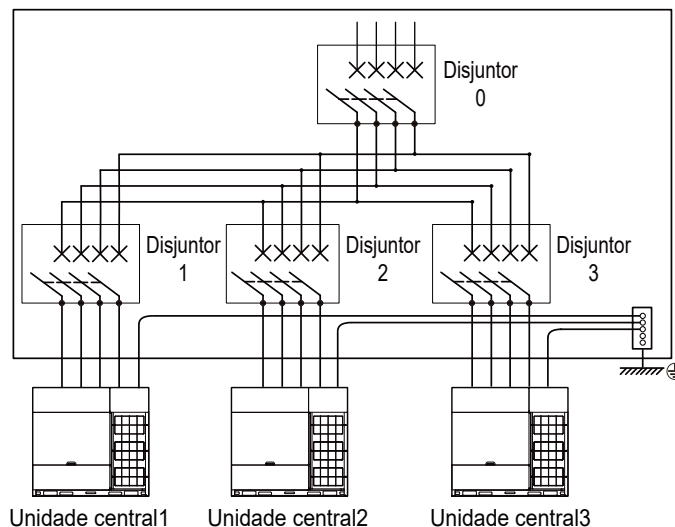 Disjuntor
0
Disjuntor
1
Disjuntor
2
Disjuntor
3
Unidade central1
Unidade central2
Unidade central3